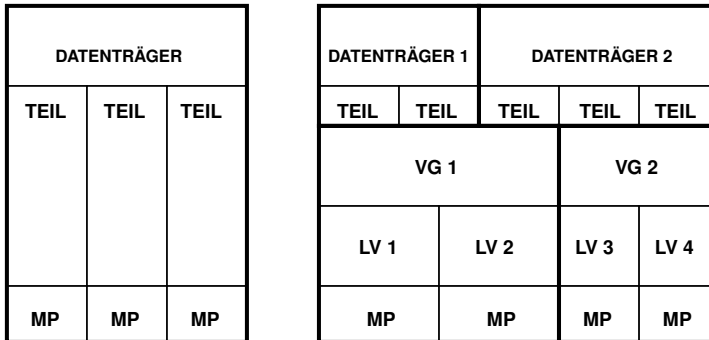 DATENTRÄGER
TEIL TEIL TEIL
MP MP MP
DATENTRÄGER 1 DATENTRÄGER 2
TEIL TEIL TEIL TEIL TEIL
VG 1 VG 2
LV 1 LV 2 LV 3 LV 4
MP MP MP MP